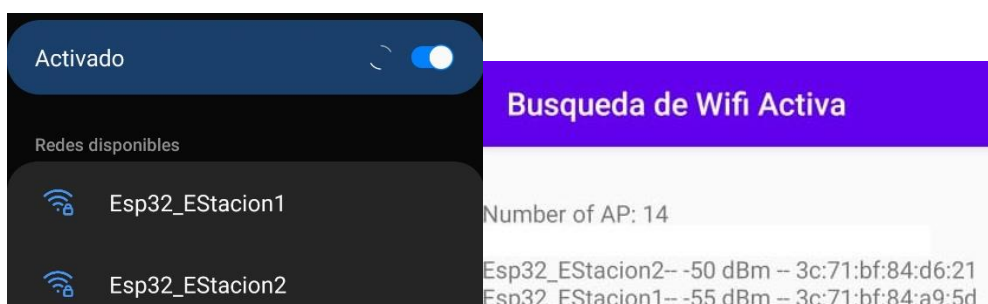 Activado
Redes disponibles
Esp32_EStacion1
Esp32_EStacion2
Busqueda de Wifi Activa
Number of AP: 14
Esp32_EStacion2-- -50 dBm -- 3c:71:bf:84:d6:21
Esp32_EStacion1-- -55 dBm -- 3c:71:bf:84:a9:5d